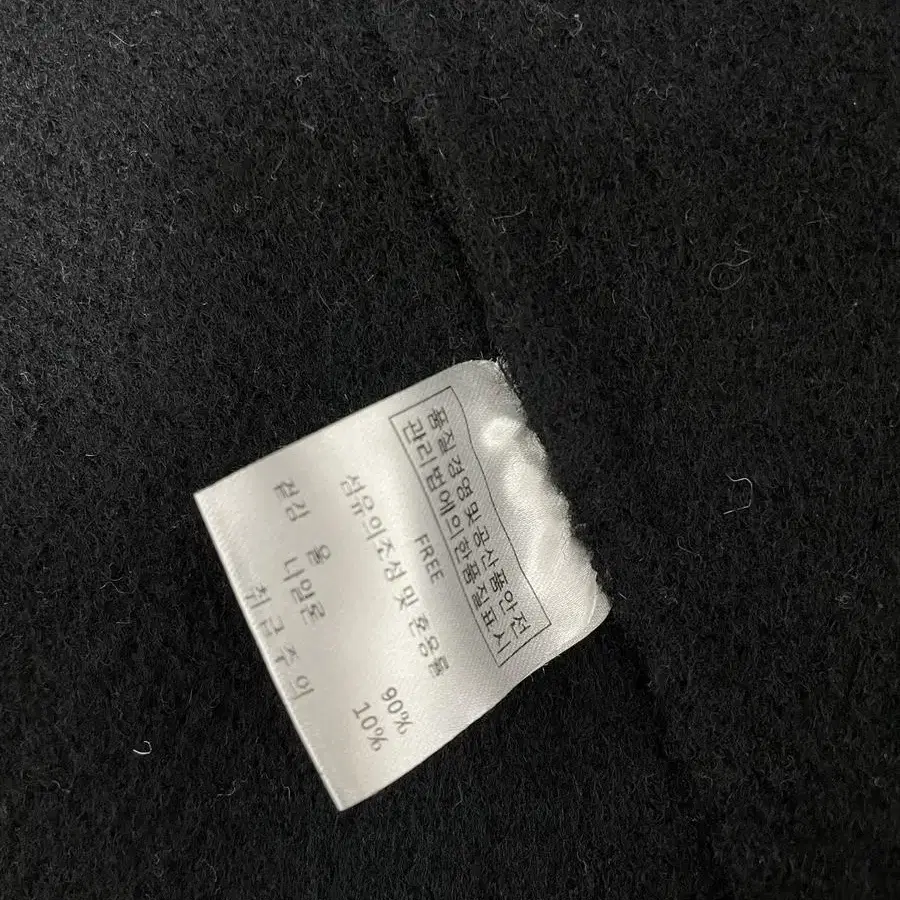 품질경영및공산품안전
관리법에의한품질표시
FREE
섬유의조성 및 혼용률
겉감 울 90%
나일론 10%
취급주의